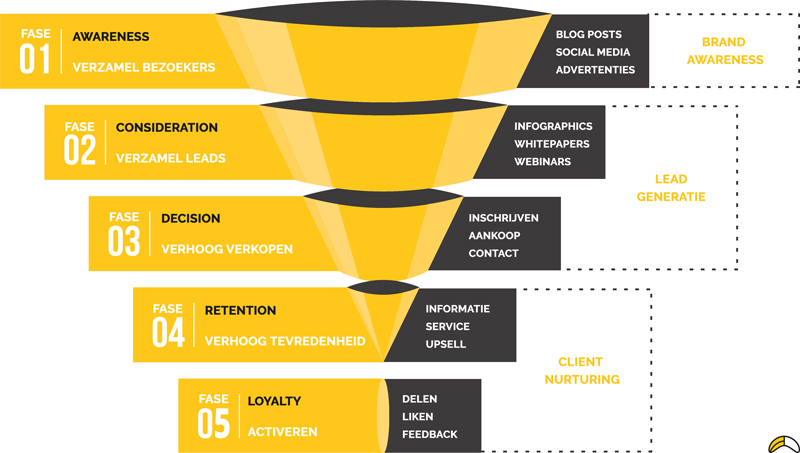 FASE
01
AWARENESS
VERZAMEL BEZOEKERS
BLOG POSTS
SOCIAL MEDIA
ADVERTENTIES
BRAND
AWARENESS
FASE
02
CONSIDERATION
VERZAMEL LEADS
INFOGRAPHICS
WHITEPAPERS
WEBINARS
LEAD
GENERATIE
FASE
03
DECISION
VERHOOG VERKOPEN
INSCHRIJVEN
AANKOOP
CONTACT
FASE
04
RETENTION
VERHOOG TEVREDENHEID
INFORMATIE
SERVICE
UPSELL
CLIENT
NURTURING
FASE
05
LOYALTY
ACTIVEREN
DELEN
LIKEN
FEEDBACK